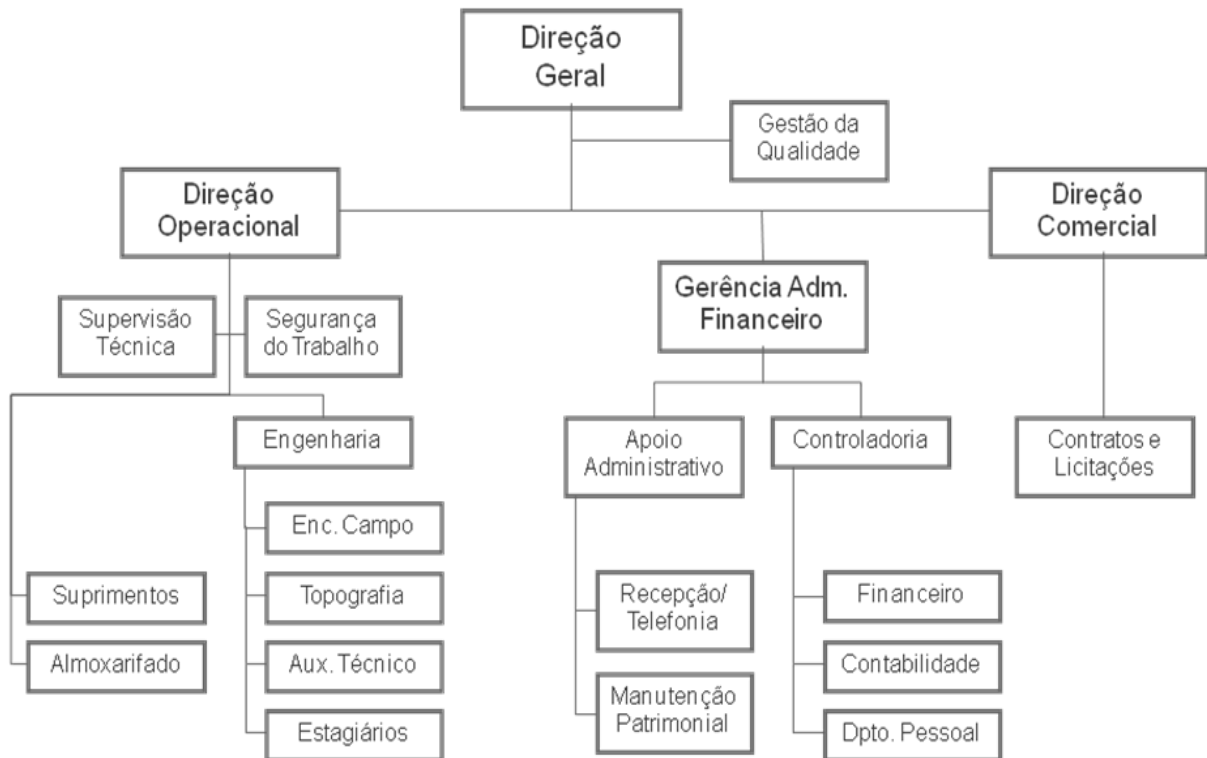 Direção
Geral
Gestão da
Qualidade
Direção
Operacional
Direção
Comercial
Gerência Adm.
Financeiro
Supervisão
Técnica
Segurança
do Trabalho
Engenharia
Apoio
Administrativo
Controladoria
Contratos e
Licitações
Enc. Campo
Suprimentos
Topografia
Recepção/
Telefonia
Financeiro
Almoxarifado
Aux. Técnico
Contabilidade
Manutenção
Patrimonial
Estagiários
Dpto. Pessoal